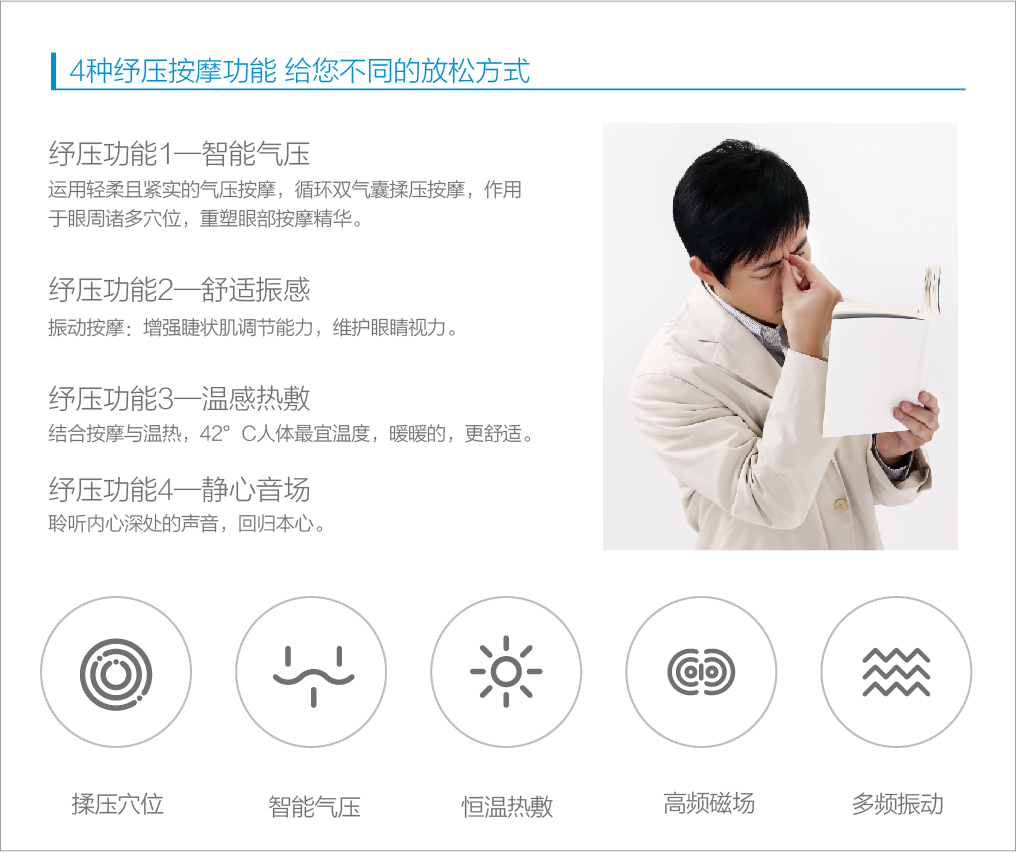 4种纾压按摩功能 给您不同的放松方式
纾压功能1—智能气压
运用轻柔且紧实的气压按摩，循环双气囊揉压按摩，作用
于眼周诸多穴位，重塑眼部按摩精华。
纾压功能2—舒适振感
振动按摩：增强睫状肌调节能力，维护眼睛视力。
纾压功能3—温感热敷
结合按摩与温热，42°C人体最宜温度，暖暖的，更舒适。
纾压功能4—静心音场
聆听内心深处的声音，回归本心。
揉压穴位
智能气压
恒温热敷
高频磁场
多频振动